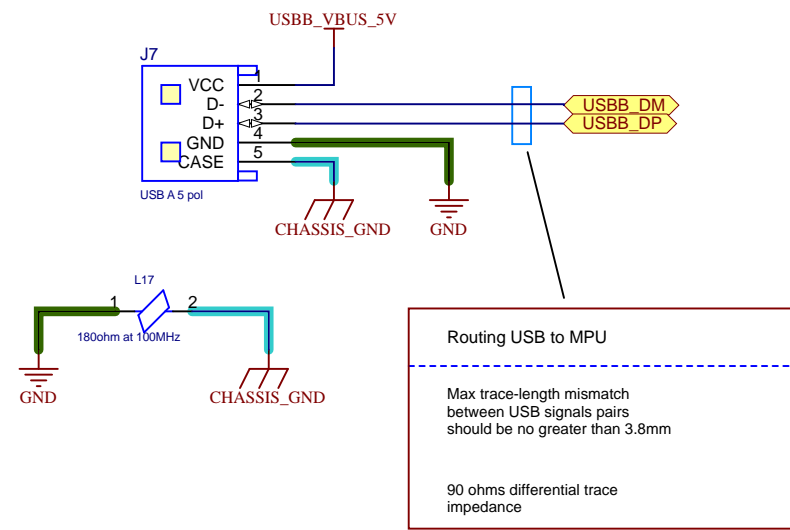 USBB_VBUS_5V
J7
VCC 1
D- 2
D+ 3
GND 4
CASE 5
USB A 5 pol
USBB_DM
USBB_DP
CHASSIS_GND
GND
L17
1 2
180ohm at 100MHz
GND
CHASSIS_GND
Routing USB to MPU
Max trace-length mismatch
between USB signals pairs
should be no greater than 3.8mm
90 ohms differential trace
impedance